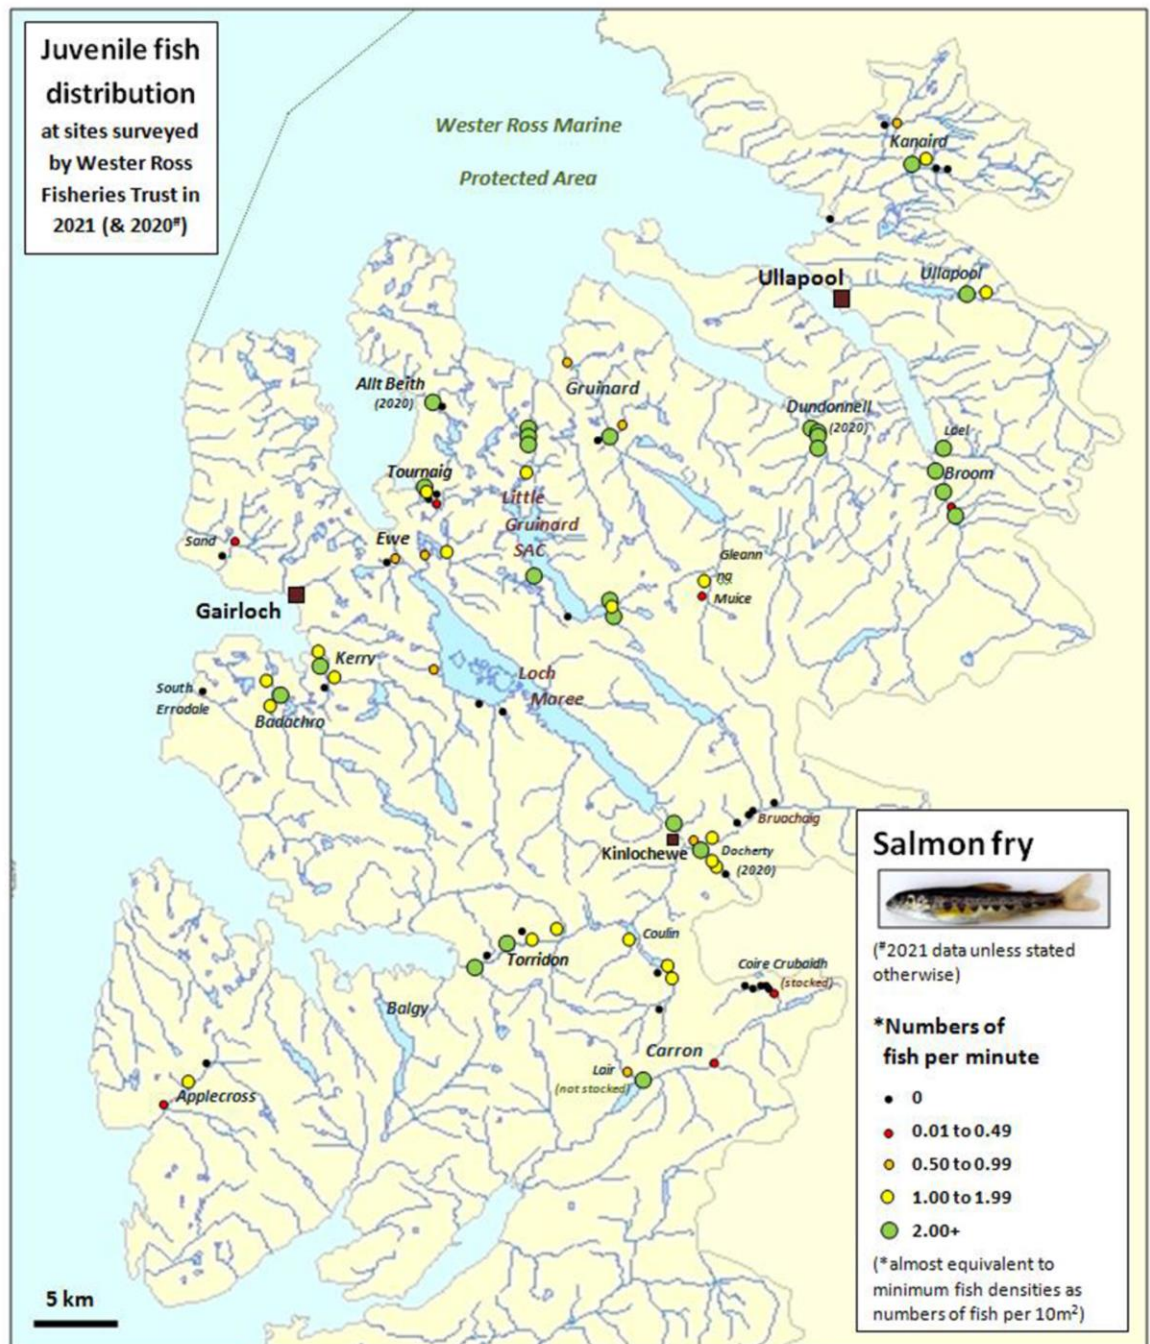 Juvenile fish
distribution
at sites surveyed
by Wester Ross
Fisheries Trust in
2021 (& 2020#)
Wester Ross Marine
Protected Area
Kanaird
Ullapool
Ullapool
Allt Beith
(2020)
Gruinard
Dundonnell
(2020)
Lael
Broom
Tournaig
Little
Gruinard
SAC
Sand
Ewe
Gleann
na
Muice
Gairloch
Kerry
South
Erradale
Badachro
Loch
Maree
Bruachaig
Kinlochewe
Docherty
(2020)
Coulin
Torridon
Coire Crubaidh
(stocked)
Balgy
Carron
Lair
(not stocked)
Applecross
5 km
Salmon fry
(#2021 data unless stated
otherwise)
*Numbers of
fish per minute
0
0.01 to 0.49
0.50 to 0.99
1.00 to 1.99
2.00+
(*almost equivalent to
minimum fish densities as
numbers of fish per 10m²)